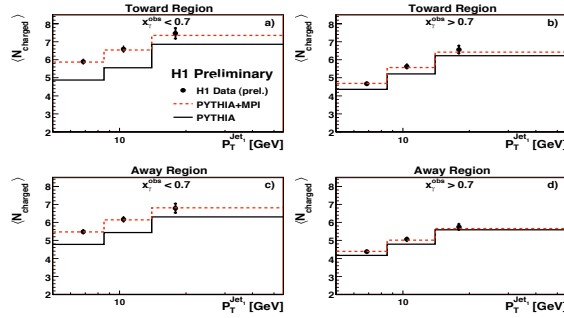 Toward Region
x_γ^obs < 0.7 a)
⟨N_charged⟩
8
7
6
5
4
3
2
H1 Preliminary
H1 Data (prel.)
PYTHIA+MPI
PYTHIA
10
P_T^Jet₁ [GeV]
Toward Region
x_γ^obs > 0.7 b)
⟨N_charged⟩
8
7
6
5
4
3
2
10
P_T^Jet₁ [GeV]
Away Region
x_γ^obs < 0.7 c)
⟨N_charged⟩
8
7
6
5
4
3
2
10
P_T^Jet₁ [GeV]
Away Region
x_γ^obs > 0.7 d)
⟨N_charged⟩
8
7
6
5
4
3
2
10
P_T^Jet₁ [GeV]